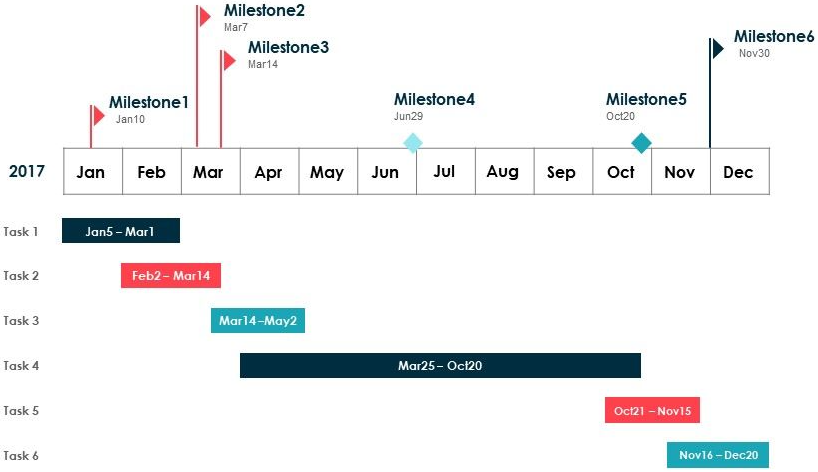 Milestone2
Mar7
Milestone3
Mar14
Milestone6
Nov30
Milestone1
Jan10
Milestone4
Jun29
Milestone5
Oct20
2017 Jan Feb Mar Apr May Jun Jul Aug Sep Oct Nov Dec
Task 1 Jan5 – Mar1
Task 2 Feb2 – Mar14
Task 3 Mar14 –May2
Task 4 Mar25 – Oct20
Task 5 Oct21 – Nov15
Task 6 Nov16 – Dec20